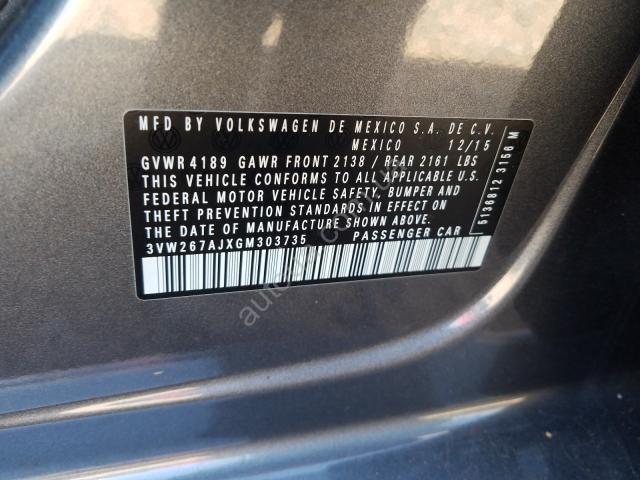 MFD BY VOLKSWAGEN DE MEXICO S.A. DE C.V.
MEXICO 12/15
GVWR 4189 GAWR FRONT 2138 / REAR 2161 LBS
THIS VEHICLE CONFORMS TO ALL APPLICABLE U.S.
FEDERAL MOTOR VEHICLE SAFETY, BUMPER AND
THEFT PREVENTION STANDARDS IN EFFECT ON
THE DATE OF MANUFACTURE SHOWN ABOVE.
3VW267AJXGM303735 PASSENGER CAR
5136812 3156 M